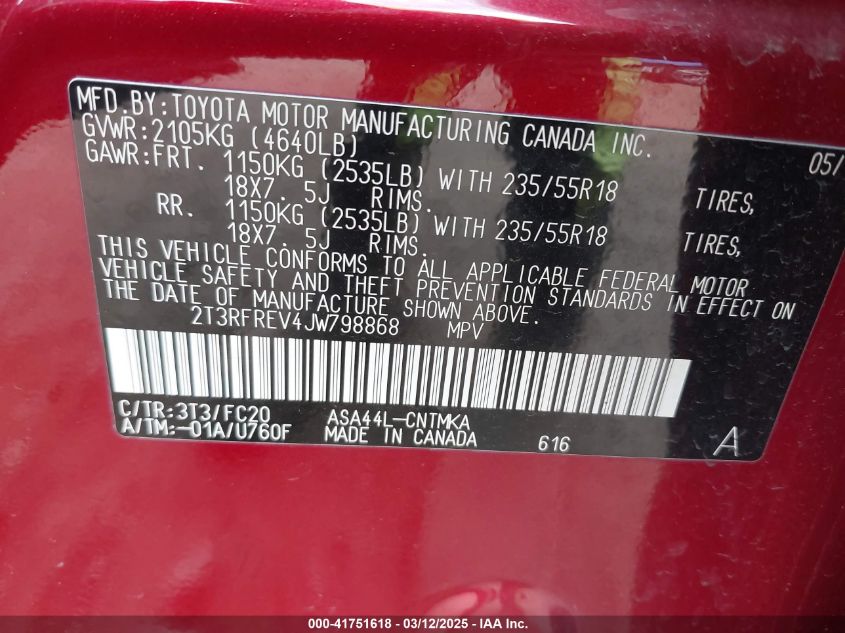 MFD.BY:TOYOTA MOTOR MANUFACTURING CANADA INC. 05/
GVWR:2105KG (4640LB)
GAWR:FRT. 1150KG (2535LB) WITH 235/55R18 TIRES,
18X7. 5J RIMS.
RR. 1150KG (2535LB) WITH 235/55R18 TIRES,
18X7. 5J RIMS.
THIS VEHICLE CONFORMS TO ALL APPLICABLE FEDERAL MOTOR
VEHICLE SAFETY AND THEFT PREVENTION STANDARDS IN EFFECT ON
THE DATE OF MANUFACTURE SHOWN ABOVE.
2T3RFREV4JW798868 MPV
C/TR:3T3/FC20 ASA44L-CNTMKA
A/TM:-01A/U760F MADE IN CANADA 616 A
000-41751618 - 03/12/2025 - IAA Inc.